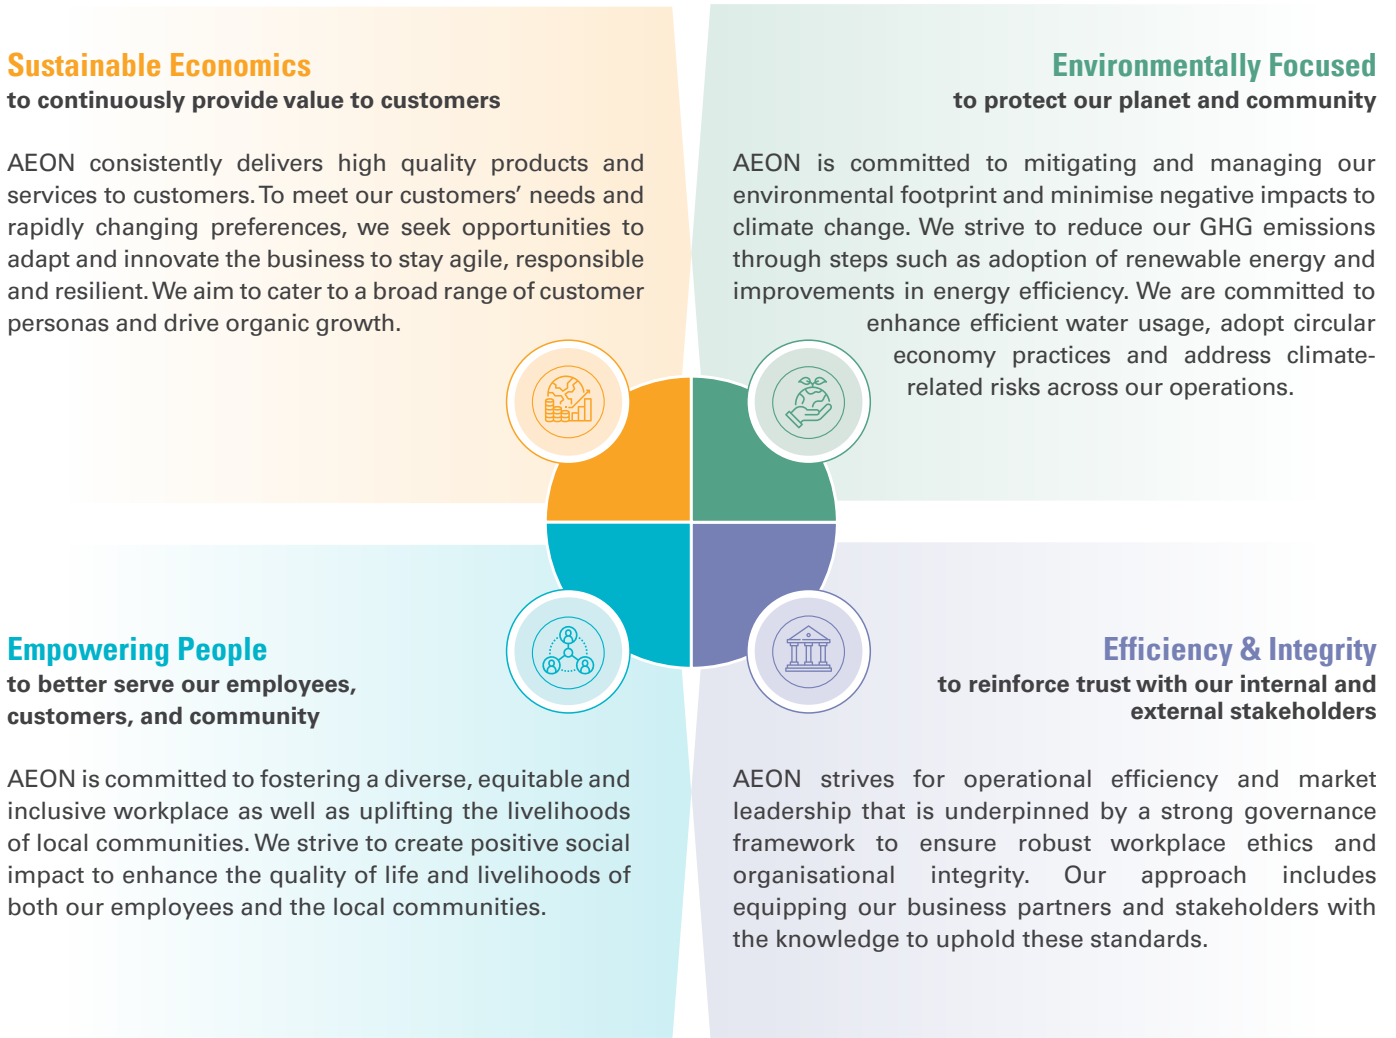 Sustainable Economics
to continuously provide value to customers
AEON consistently delivers high quality products and
services to customers. To meet our customers’ needs and
rapidly changing preferences, we seek opportunities to
adapt and innovate the business to stay agile, responsible
and resilient. We aim to cater to a broad range of customer
personas and drive organic growth.
Environmentally Focused
to protect our planet and community
AEON is committed to mitigating and managing our
environmental footprint and minimise negative impacts to
climate change. We strive to reduce our GHG emissions
through steps such as adoption of renewable energy and
improvements in energy efficiency. We are committed to
enhance efficient water usage, adopt circular
economy practices and address climate-
related risks across our operations.
Empowering People
to better serve our employees,
customers, and community
AEON is committed to fostering a diverse, equitable and
inclusive workplace as well as uplifting the livelihoods
of local communities. We strive to create positive social
impact to enhance the quality of life and livelihoods of
both our employees and the local communities.
Efficiency & Integrity
to reinforce trust with our internal and
external stakeholders
AEON strives for operational efficiency and market
leadership that is underpinned by a strong governance
framework to ensure robust workplace ethics and
organisational integrity. Our approach includes
equipping our business partners and stakeholders with
the knowledge to uphold these standards.